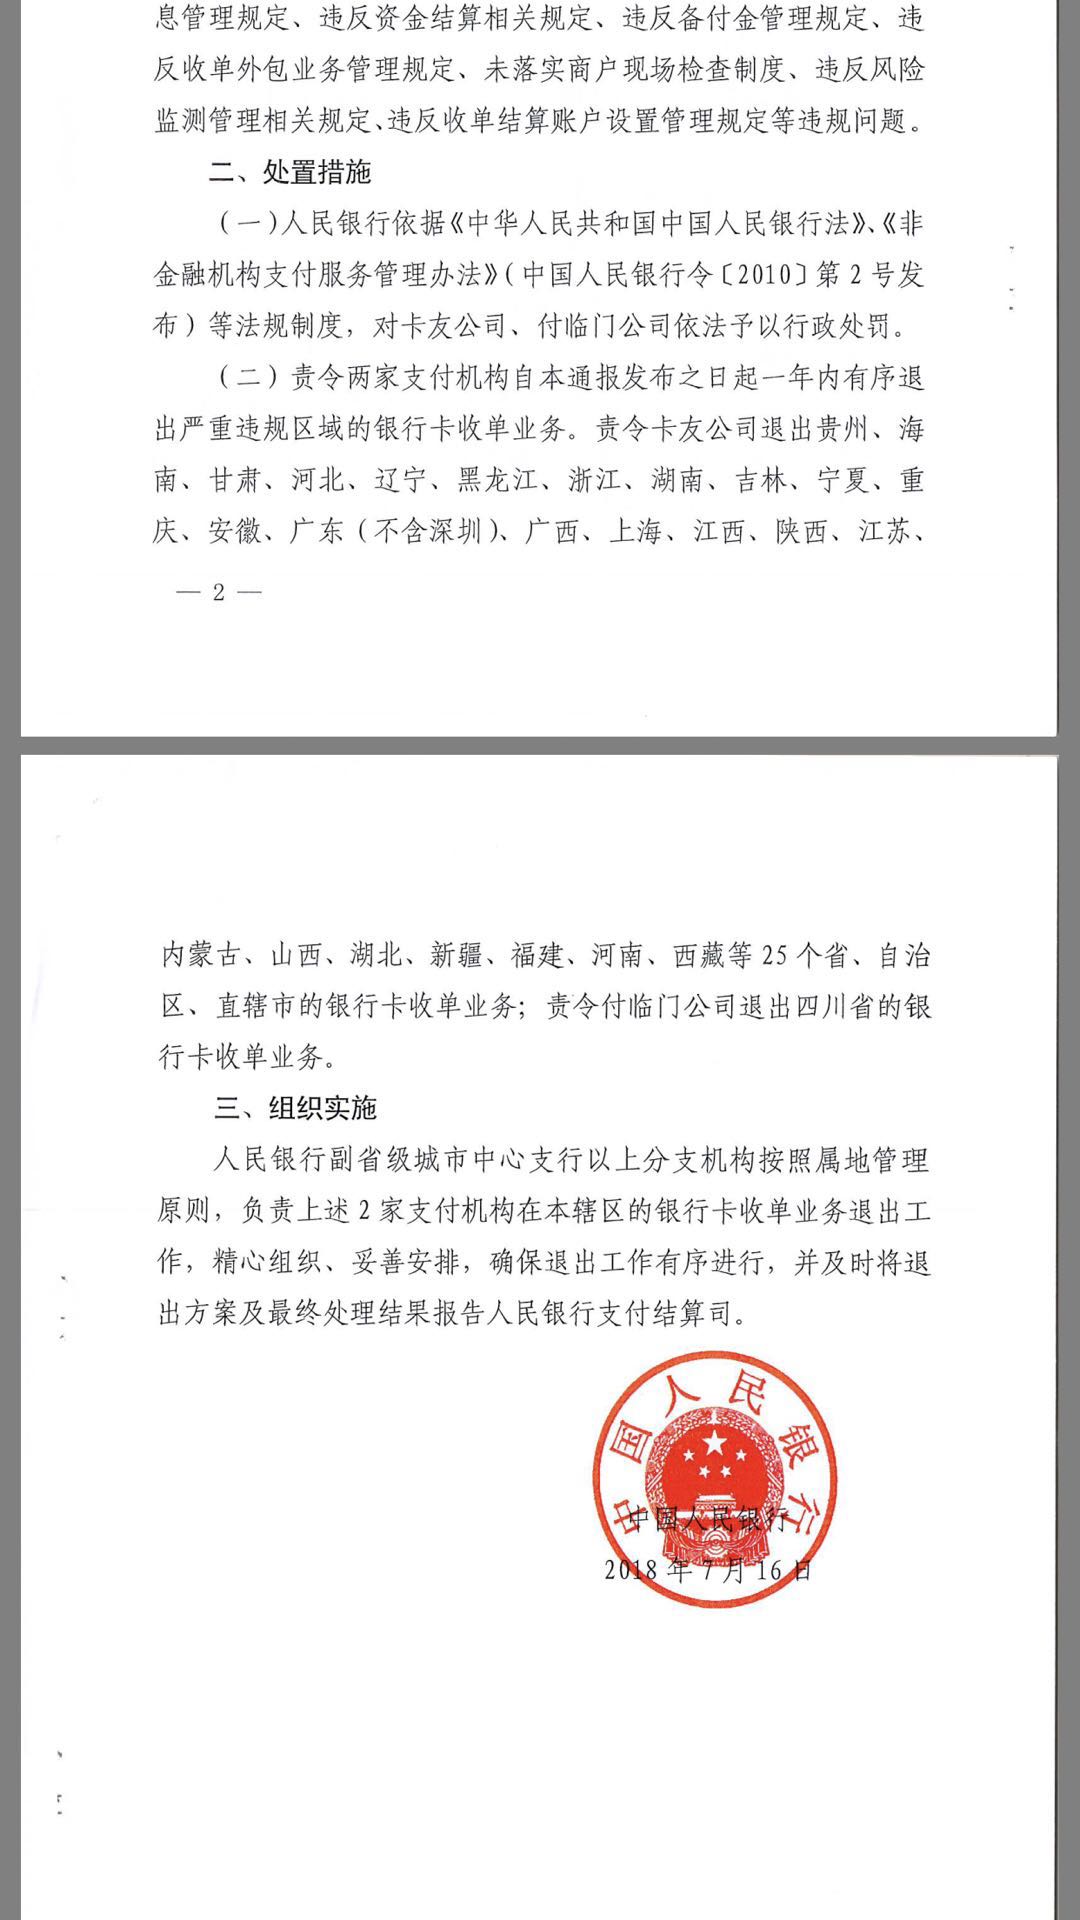 息管理规定、违反资金结算相关规定、违反备付金管理规定、违
反收单外包业务管理规定、未落实商户现场检查制度、违反风险
监测管理相关规定、违反收单结算账户设置管理规定等违规问题。
二、处置措施
（一）人民银行依据《中华人民共和国中国人民银行法》、《非
金融机构支付服务管理办法》（中国人民银行令〔2010〕第2号发
布）等法规制度，对卡友公司、付临门公司依法予以行政处罚。
（二）责令两家支付机构自本通报发布之日起一年内有序退
出严重违规区域的银行卡收单业务。责令卡友公司退出贵州、海
南、甘肃、河北、辽宁、黑龙江、浙江、湖南、吉林、宁夏、重
庆、安徽、广东（不含深圳）、广西、上海、江西、陕西、江苏、
— 2 —
内蒙古、山西、湖北、新疆、福建、河南、西藏等25个省、自治
区、直辖市的银行卡收单业务；责令付临门公司退出四川省的银
行卡收单业务。
三、组织实施
人民银行副省级城市中心支行以上分支机构按照属地管理
原则，负责上述2家支付机构在本辖区的银行卡收单业务退出工
作，精心组织、妥善安排，确保退出工作有序进行，并及时将退
出方案及最终处理结果报告人民银行支付结算司。
中国人民银行
中国人民银行
2018年7月16日